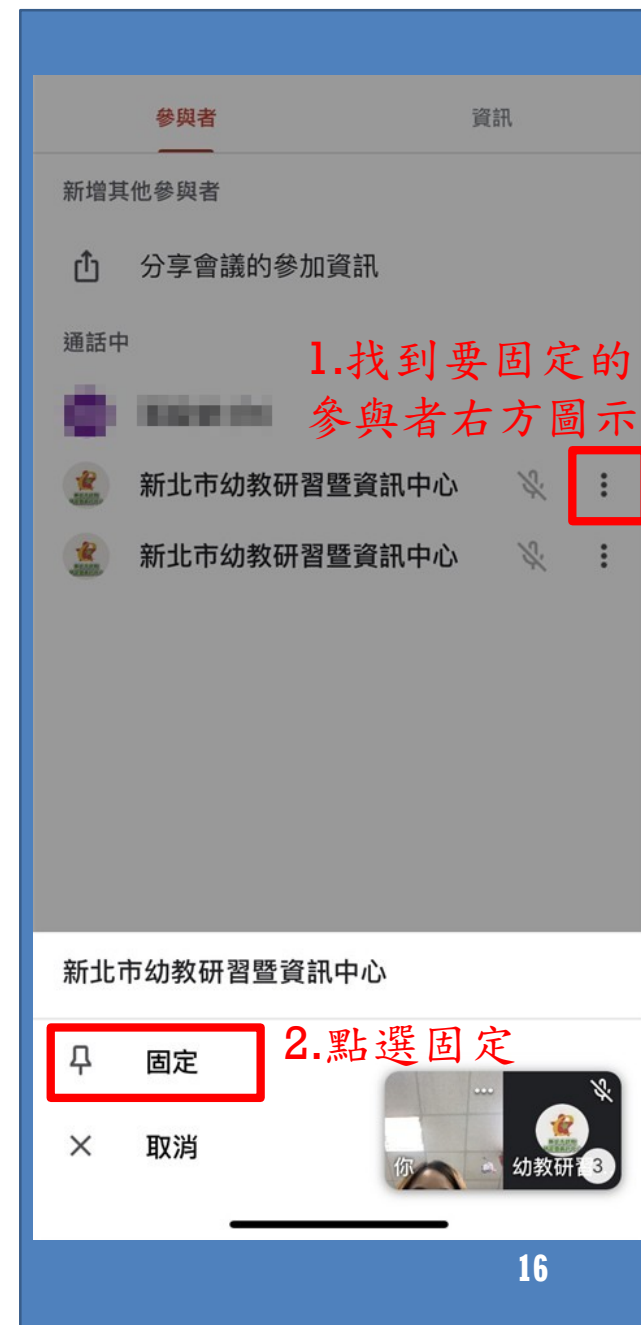 參與者
資訊
新增其他參與者
分享會議的參加資訊
通話中
1.找到要固定的
參與者右方圖示
新北市幼教研習暨資訊中心
新北市幼教研習暨資訊中心
新北市幼教研習暨資訊中心
固定
2.點選固定
取消
你
幼教研
3
16